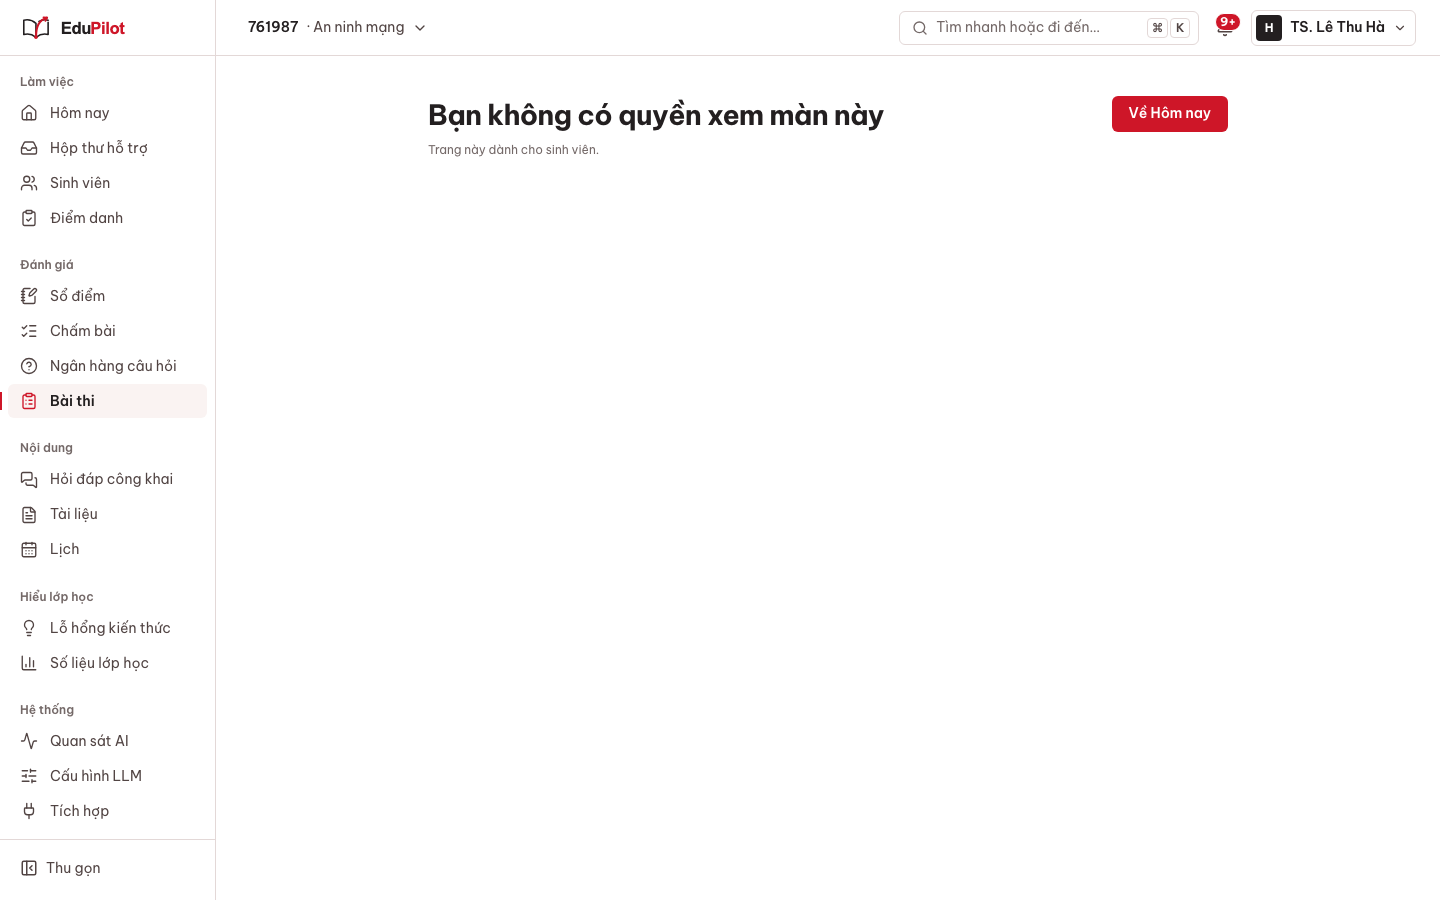 EduPilot
761987 · An ninh mạng
Tìm nhanh hoặc đi đến...
⌘ K
9+
H
TS. Lê Thu Hà
Làm việc
Hôm nay
Hộp thư hỗ trợ
Sinh viên
Điểm danh
Đánh giá
Sổ điểm
Chấm bài
Ngân hàng câu hỏi
Bài thi
Nội dung
Hỏi đáp công khai
Tài liệu
Lịch
Hiểu lớp học
Lỗ hổng kiến thức
Số liệu lớp học
Hệ thống
Quan sát AI
Cấu hình LLM
Tích hợp
Thu gọn
Bạn không có quyền xem màn này
Về Hôm nay
Trang này dành cho sinh viên.